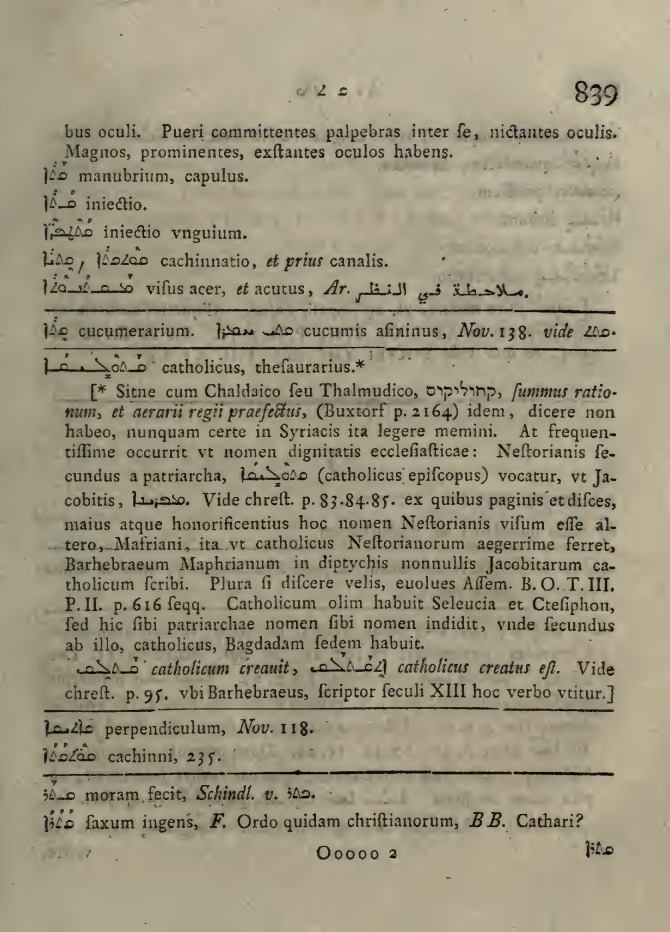 839
bus oculi. Pueri committentes palpebras inter ſe, nictantes oculis.
Magnos, prominentes, exſtantes oculos habens.
manubrium, capulus.
iniectio.
iniectio vnguium.
cachinnatio, et prius canalis.
viſus acer, et acutus, Ar. ملاحظة في النظر.
cucumerarium. cucumis aſininus, Nov. 138. vide
catholicus, theſaurarius.*
[* Sitne cum Chaldaico ſeu Thalmudico, קתוליקוס, ſummus ratio-
num, et aerarii regii praefectus, (Buxtorf p. 2164) idem, dicere non
habeo, nunquam certe in Syriacis ita legere memini. At frequen-
tiſſime occurrit vt nomen dignitatis eccleſiaſticae: Neſtorianis ſe-
cundus a patriarcha, (catholicus epiſcopus) vocatur, vt Ja-
cobitis, Vide chreſt. p. 83. 84. 85. ex quibus paginis et diſces,
maius atque honorificentius hoc nomen Neſtorianis viſum eſſe al-
tero, Mafriani, ita vt catholicus Neſtorianorum aegerrime ferret,
Barhebraeum Maphrianum in diptychis nonnullis Jacobitarum ca-
tholicum ſcribi. Plura ſi diſcere velis, euolues Aſſem. B. O. T. III.
P. II. p. 616 ſeqq. Catholicum olim habuit Seleucia et Cteſiphon,
ſed hic ſibi patriarchae nomen ſibi nomen indidit, vnde ſecundus
ab illo, catholicus, Bagdadam ſedem habuit.
catholicum creauit, catholicus creatus eſt. Vide
chreſt. p. 95. vbi Barhebraeus, ſcriptor ſeculi XIII hoc verbo vtitur.]
perpendiculum, Nov. 118.
cachinni, 235.
moram fecit, Schindl. v.
ſaxum ingens, F. Ordo quidam chriſtianorum, BB. Cathari?
Ooooo 2